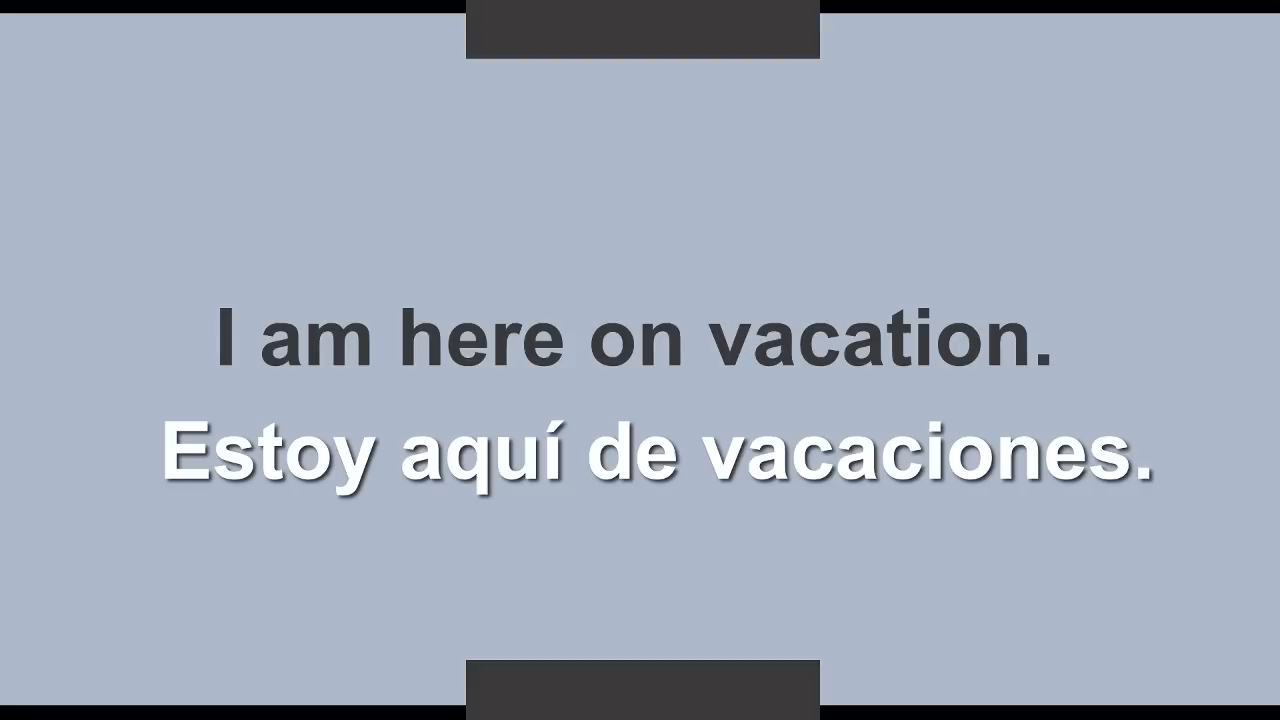 I am here on vacation.
Estoy aquí de vacaciones.